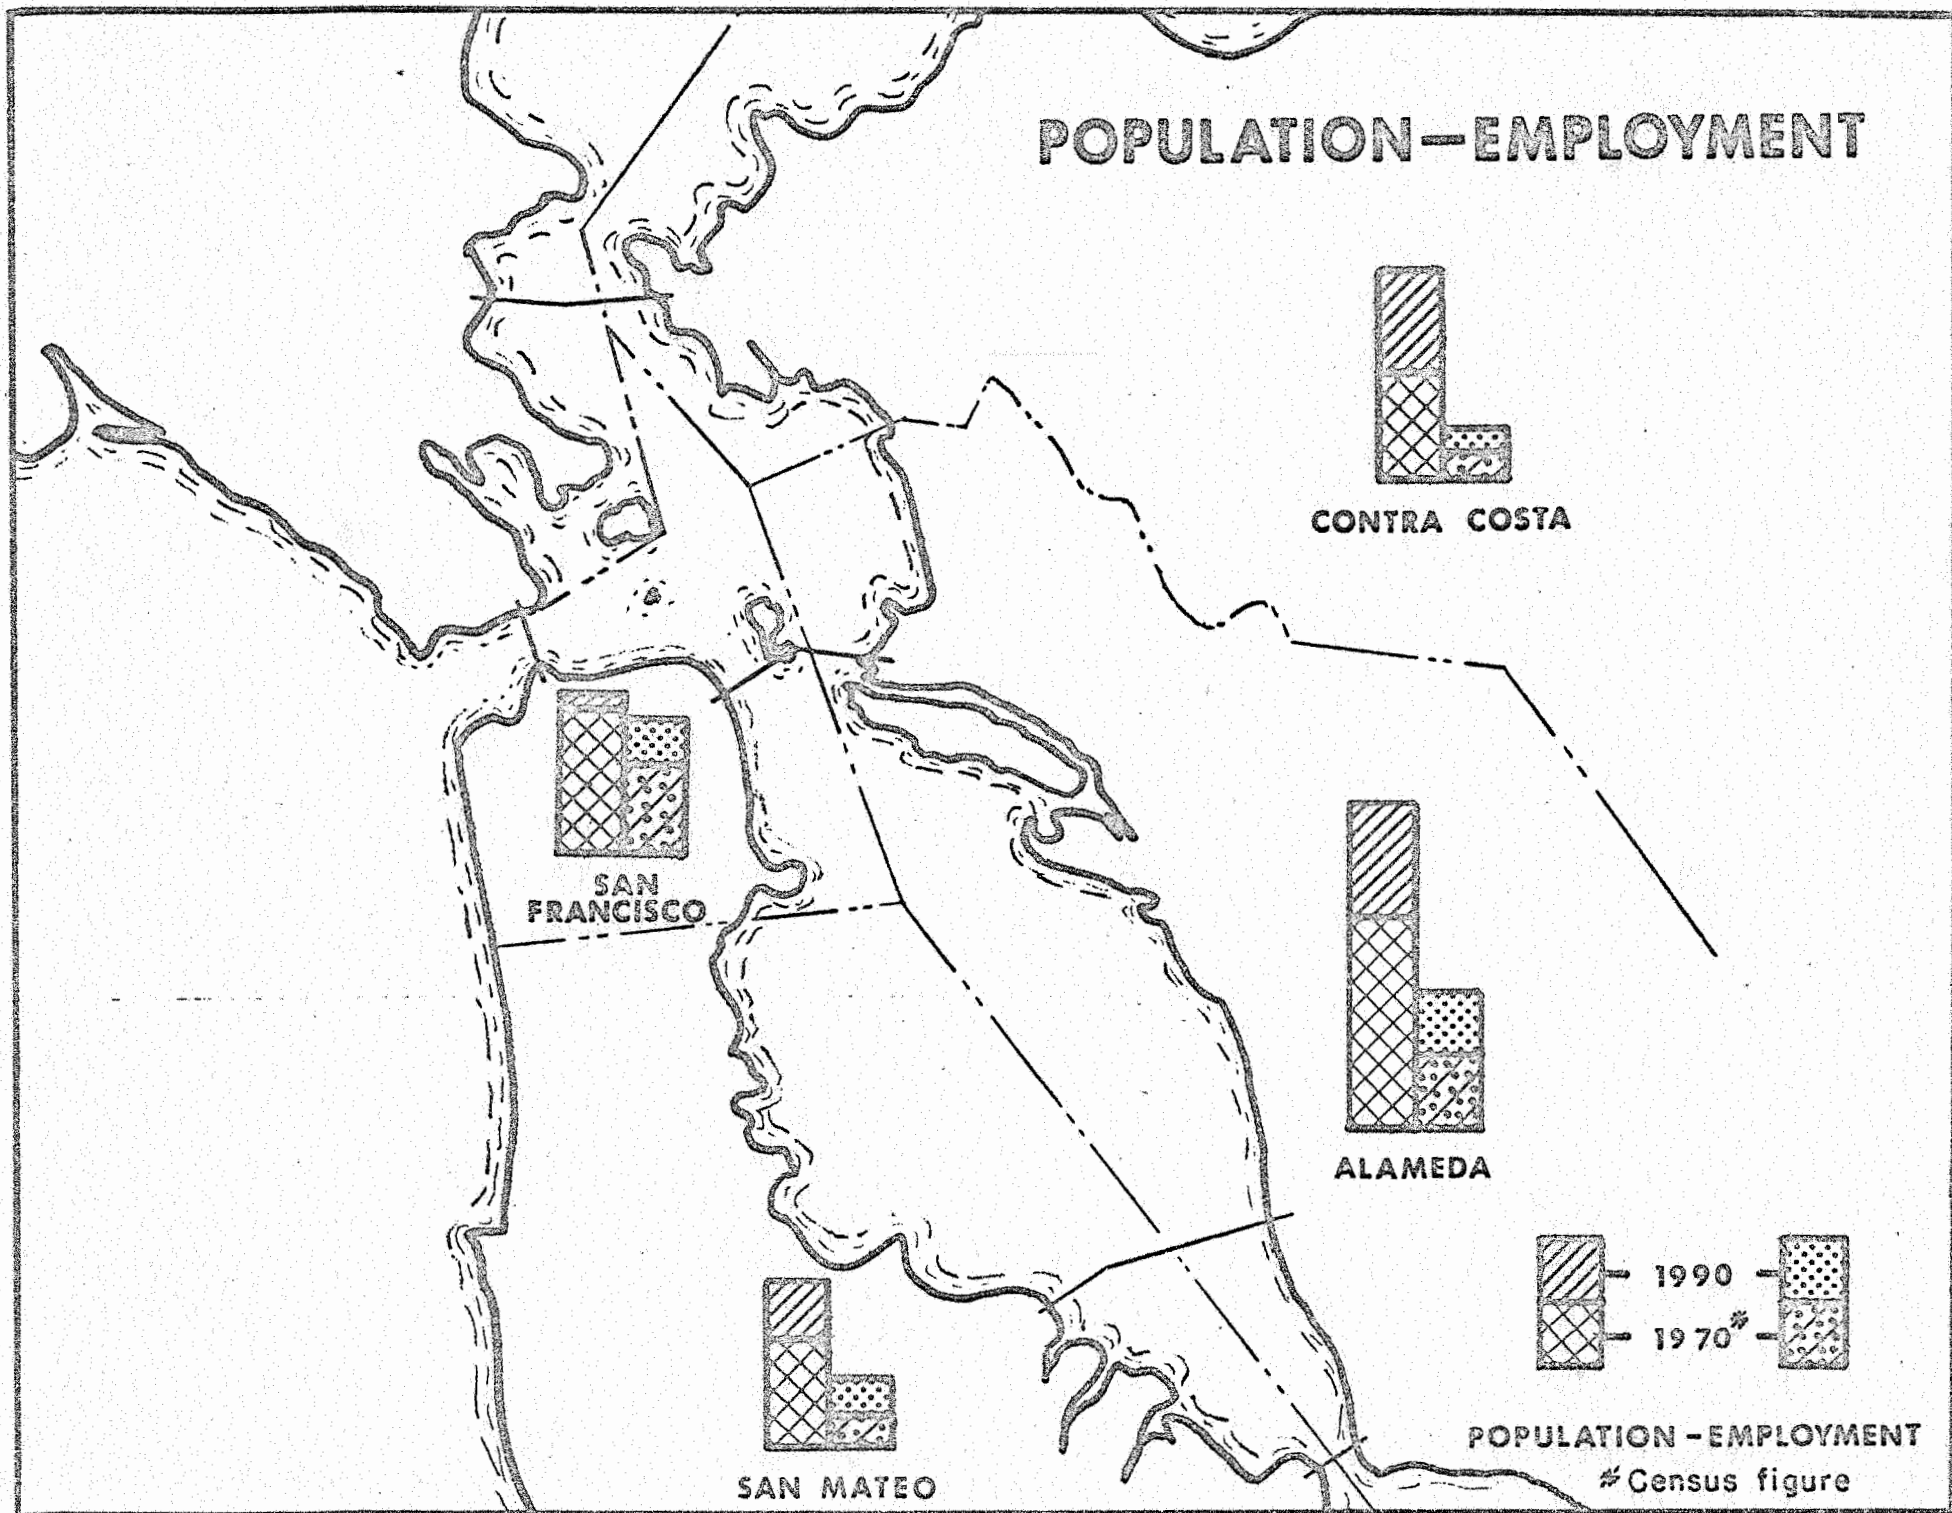 POPULATION—EMPLOYMENT
CONTRA COSTA
SAN
FRANCISCO
ALAMEDA
SAN MATEO
1990
1970*
POPULATION - EMPLOYMENT
* Census figure